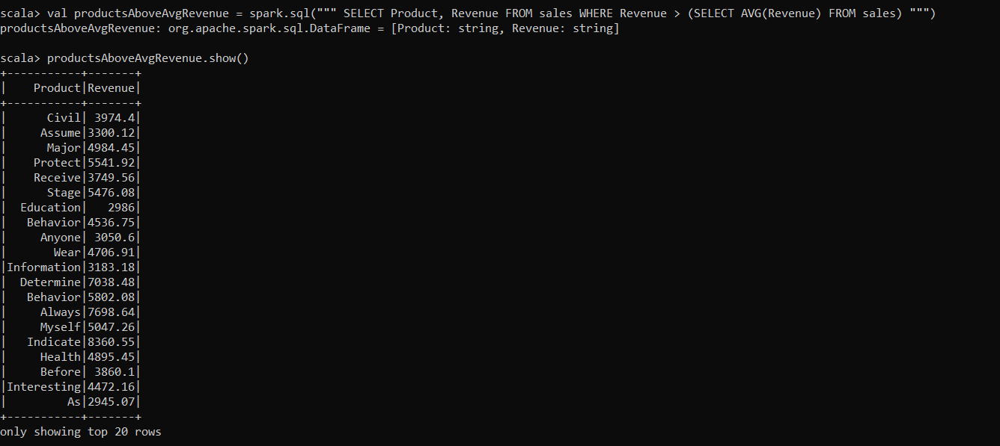 scala> val productsAboveAvgRevenue = spark.sql(""" SELECT Product, Revenue FROM sales WHERE Revenue > (SELECT AVG(Revenue) FROM sales) """)
productsAboveAvgRevenue: org.apache.spark.sql.DataFrame = [Product: string, Revenue: string]

scala> productsAboveAvgRevenue.show()
+-----------+-------+
|    Product|Revenue|
+-----------+-------+
|      Civil| 3974.4|
|     Assume|3300.12|
|      Major|4984.45|
|    Protect|5541.92|
|    Receive|3749.56|
|      Stage|5476.08|
|  Education|   2986|
|   Behavior|4536.75|
|     Anyone| 3050.6|
|       Wear|4706.91|
|Information|3183.18|
|  Determine|7038.48|
|   Behavior|5802.08|
|     Always|7698.64|
|     Myself|5047.26|
|   Indicate|8360.55|
|     Health|4895.45|
|     Before| 3860.1|
|Interesting|4472.16|
|         As|2945.07|
+-----------+-------+
only showing top 20 rows